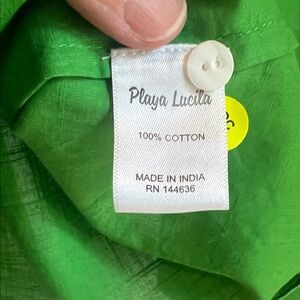 Playa Lucila
100% COTTON
MADE IN INDIA
RN 144636